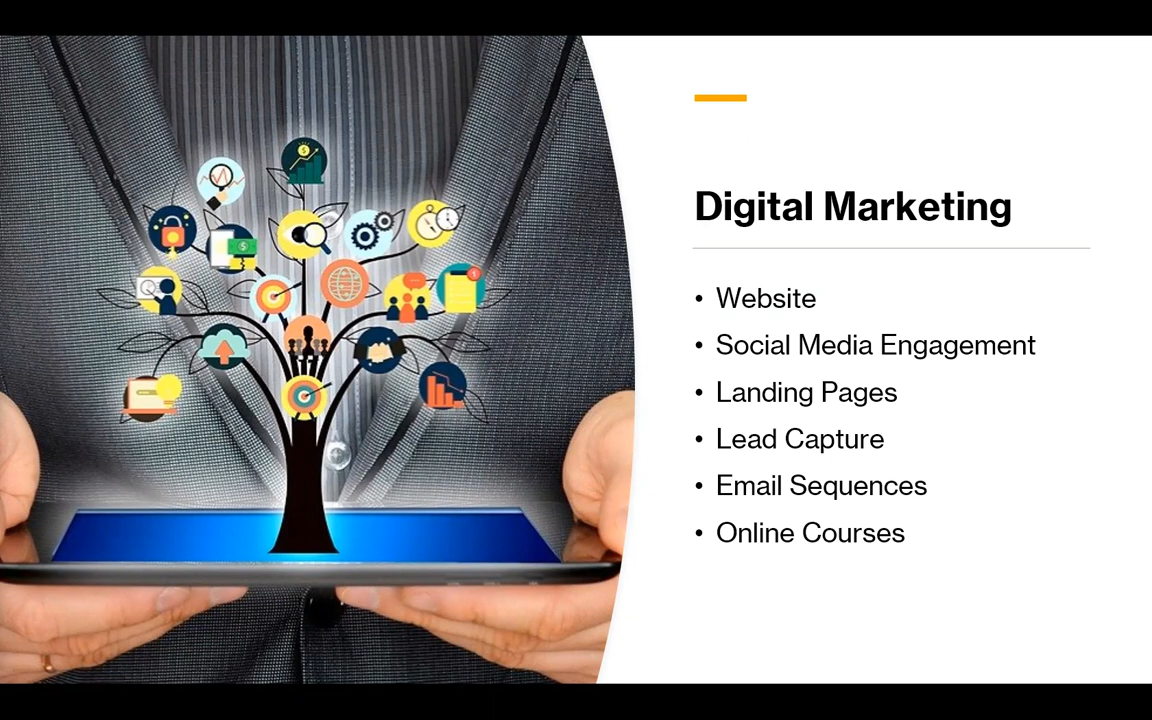 Digital Marketing
• Website
• Social Media Engagement
• Landing Pages
• Lead Capture
• Email Sequences
• Online Courses